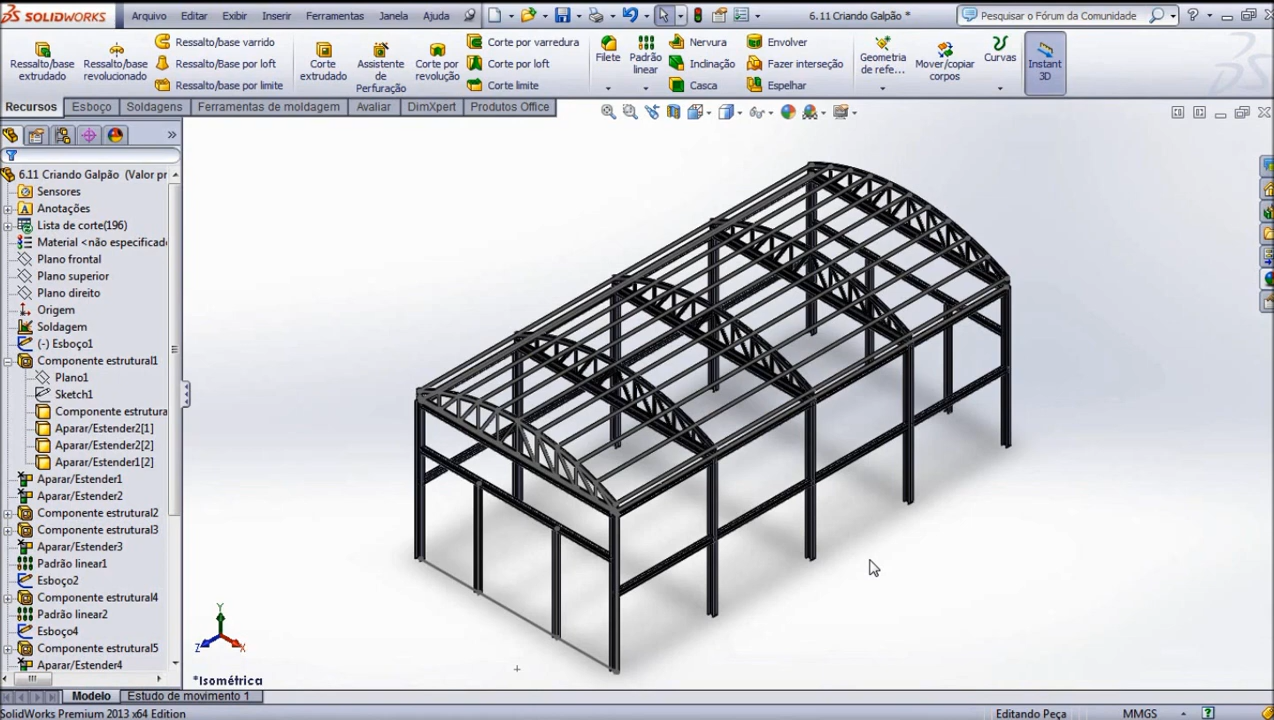 SOLIDWORKS Arquivo Editar Exibir Inserir Ferramentas Janela Ajuda 6.11 Criando Galpão * Pesquisar o Fórum da Comunidade
Ressalto/base extrudado
Ressalto/base revolucionado
Ressalto/base varrido
Ressalto/base por loft
Ressalto/base por limite
Corte extrudado
Assistente de Perfuração
Corte por revolução
Corte por varredura
Corte por loft
Corte limite
Filete
Padrão linear
Nervura
Inclinação
Casca
Envolver
Fazer interseção
Espelhar
Geometria de refe...
Mover/copiar corpos
Curvas
Instant 3D
Recursos Esboço Soldagens Ferramentas de moldagem Avaliar DimXpert Produtos Office
6.11 Criando Galpão (Valor pr
Sensores
Anotações
Lista de corte(196)
Material <não especificado
Plano frontal
Plano superior
Plano direito
Origem
Soldagem
(-) Esboço1
Componente estrutural1
Plano1
Sketch1
Componente estrutura
Aparar/Estender2[1]
Aparar/Estender2[2]
Aparar/Estender1[2]
Aparar/Estender1
Aparar/Estender2
Componente estrutural2
Componente estrutural3
Aparar/Estender3
Padrão linear1
Esboço2
Componente estrutural4
Padrão linear2
Esboço4
Componente estrutural5
Aparar/Estender4
Y
Z
X
*Isométrica
Modelo Estudo de movimento 1
SolidWorks Premium 2013 x64 Edition Editando Peça MMGS